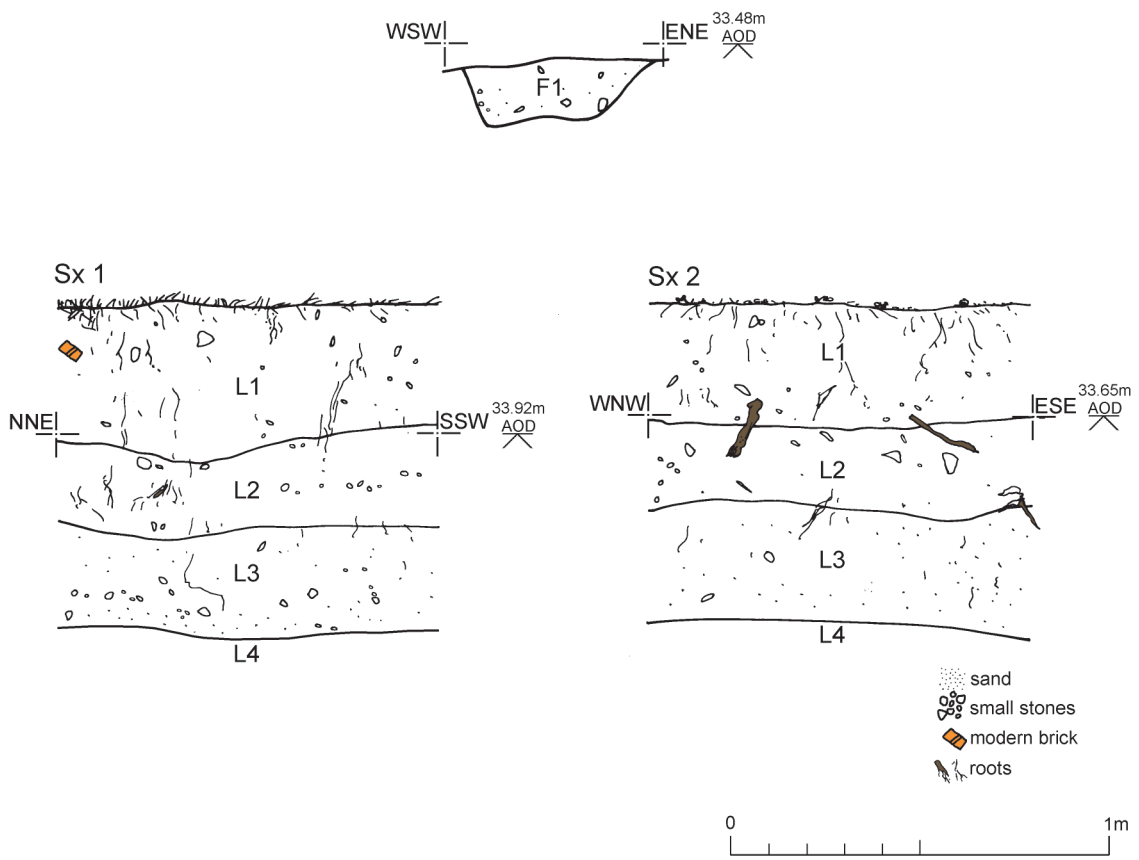 WSW
ENE
33.48m
AOD
F1
Sx 1
L1
NNE
SSW
33.92m
AOD
L2
L3
L4
Sx 2
L1
WNW
ESE
33.65m
AOD
L2
L3
L4
sand
small stones
modern brick
roots
0
1m